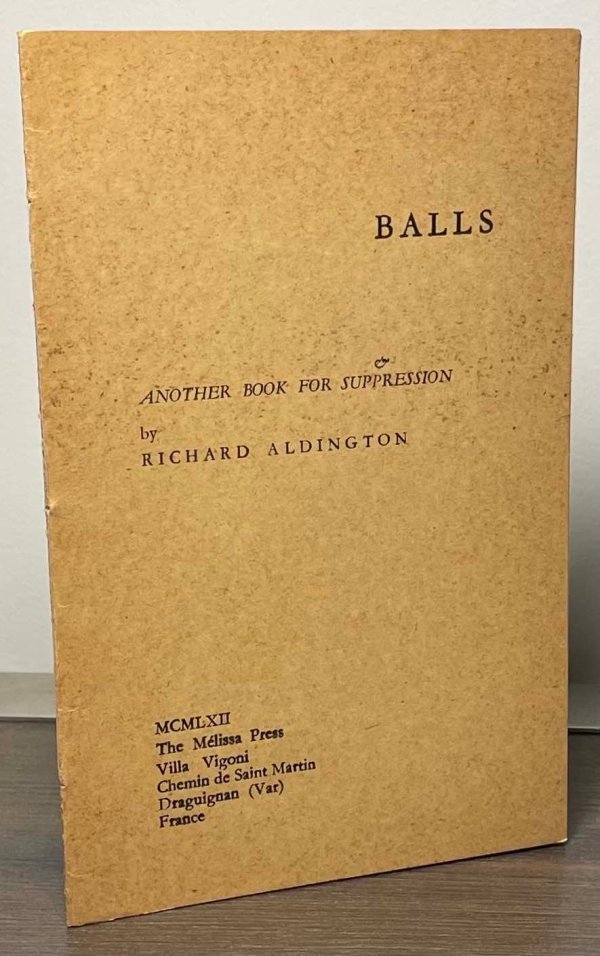 BALLS
&
ANOTHER BOOK FOR SUPPRESSION
by
RICHARD ALDINGTON
MCMLXII
The Mélissa Press
Villa Vigoni
Chemin de Saint Martin
Draguignan (Var)
France